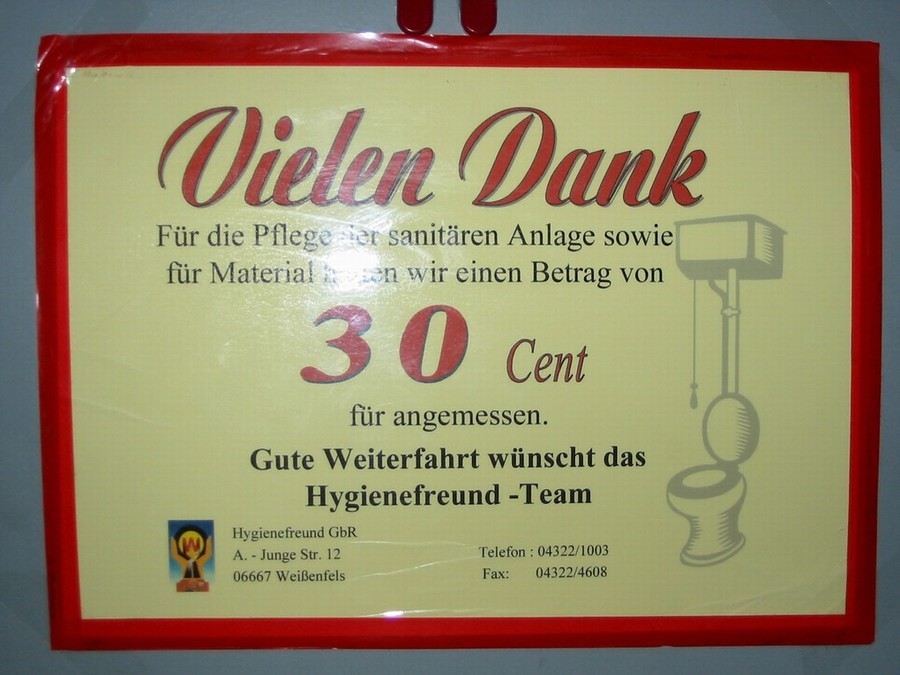 Vielen Dank
Für die Pflege der sanitären Anlage sowie
für Material wir einen Betrag von
30 Cent
für angemessen.
Gute Weiterfahrt wünscht das
Hygienefreund -Team
Hygienefreund GbR
A. - Junge Str. 12
06667 Weißenfels
Telefon : 04322/1003
Fax: 04322/4608